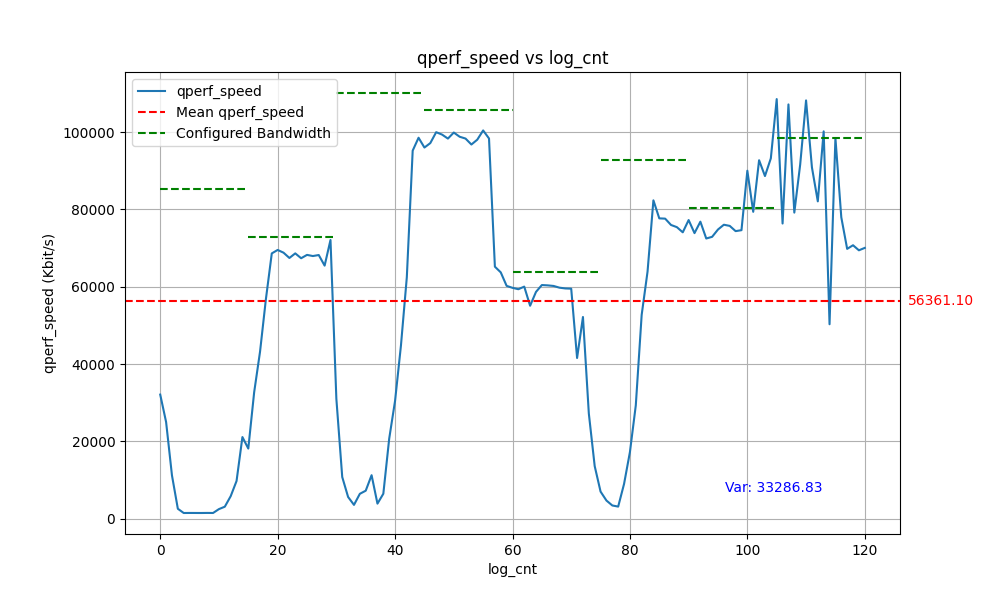 qperf_speed vs log_cnt
qperf_speed
Mean qperf_speed
Configured Bandwidth
qperf_speed (Kbit/s)
100000
80000
60000
40000
20000
0
56361.10
Var: 33286.83
0 20 40 60 80 100 120
log_cnt